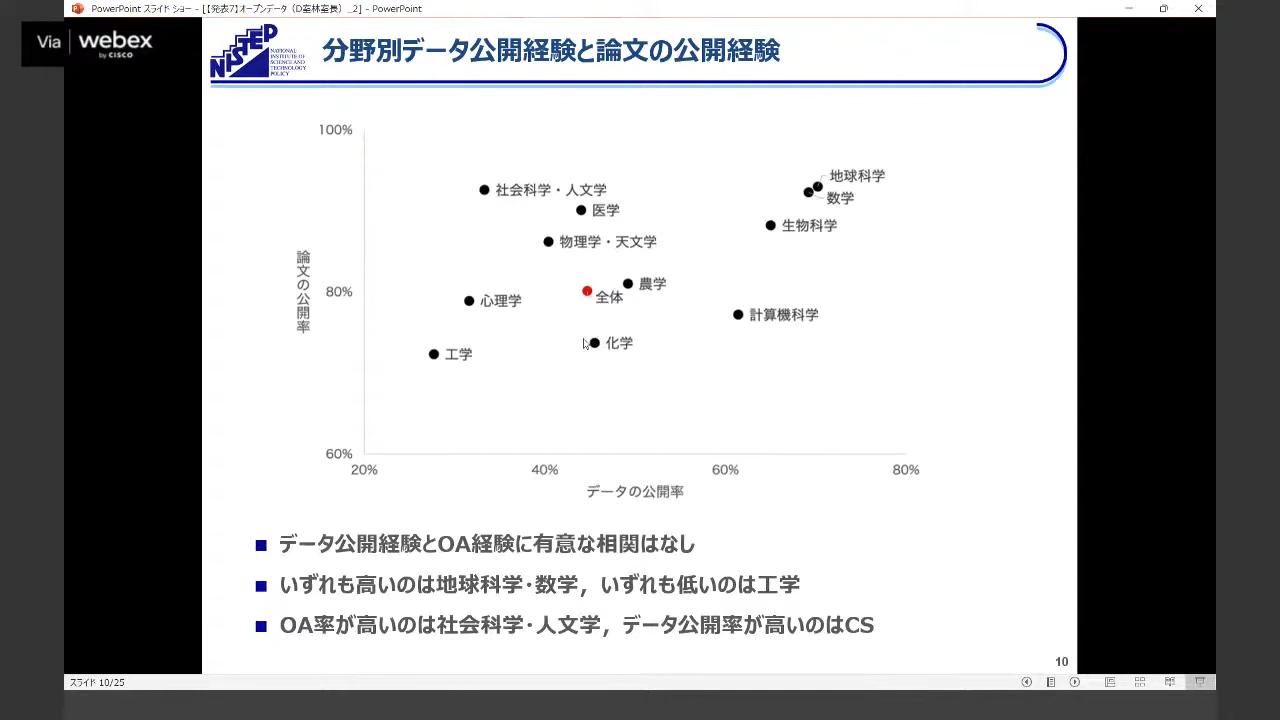 PowerPoint スライド ショー - [【発表7】オープンデータ（D室林室長）_2] - PowerPoint
Via webex
by CISCO
NISTEP
NATIONAL
INSTITUTE OF
SCIENCE AND
TECHNOLOGY
POLICY
分野別データ公開経験と論文の公開経験
100%
80%
60%
論文の公開率
地球科学
社会科学・人文学
数学
医学
生物科学
物理学・天文学
農学
全体
心理学
計算機科学
化学
工学
20%
40%
60%
80%
データの公開率
データ公開経験とOA経験に有意な相関はなし
いずれも高いのは地球科学･数学，いずれも低いのは工学
OA率が高いのは社会科学･人文学，データ公開率が高いのはCS
10
スライド 10/25